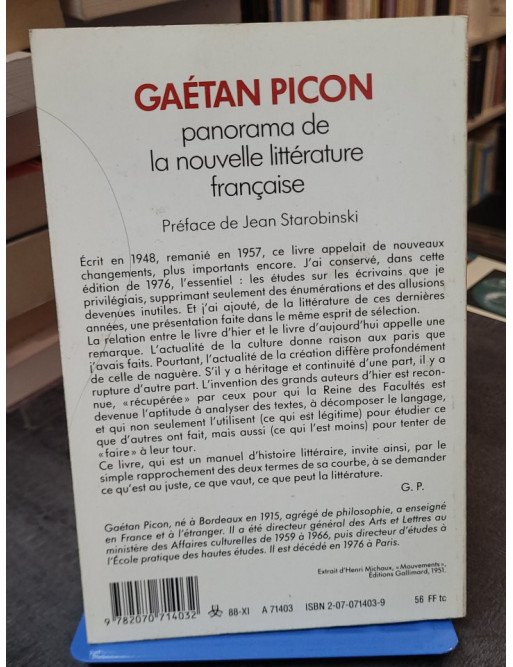 GAÉTAN PICON
panorama de
la nouvelle littérature
française
Préface de Jean Starobinski
Écrit en 1948, remanié en 1957, ce livre appelait de nouveaux
changements, plus importants encore. J'ai conservé, dans cette
édition de 1976, l'essentiel : les études sur les écrivains que je
privilégiais, supprimant seulement des énumérations et des allusions
devenues inutiles. Et j'ai ajouté, de la littérature de ces dernières
années, une présentation faite dans le même esprit de sélection.
La relation entre le livre d'hier et le livre d'aujourd'hui appelle une
remarque. L'actualité de la culture donne raison aux paris que
j'avais faits. Pourtant, l'actualité de la création diffère profondément
de celle de naguère. S'il y a héritage et continuité d'une part, il y a
rupture d'autre part. L'invention des grands auteurs d'hier est recon-
nue, « récupérée » par ceux pour qui la Reine des Facultés est
devenue l'aptitude à analyser des textes, à décomposer le langage,
et qui non seulement l'utilisent (ce qui est légitime) pour étudier ce
que d'autres ont fait, mais aussi (ce qui l'est moins) pour tenter de
« faire » à leur tour.
Ce livre, qui est un manuel d'histoire littéraire, invite ainsi, par le
simple rapprochement des deux termes de sa courbe, à se demander
ce qu'est au juste, ce que vaut, ce que peut la littérature.
G. P.
Gaétan Picon, né à Bordeaux en 1915, agrégé de philosophie, a enseigné
en France et à l'étranger. Il a été directeur général des Arts et Lettres au
ministère des Affaires culturelles de 1959 à 1966, puis directeur d'études à
l'École pratique des hautes études. Il est décédé en 1976 à Paris.
Extrait d'Henri Michaux, « Mouvements »,
Éditions Gallimard, 1951.
9 782070 714032
88-XI A 71403 ISBN 2-07-071403-9 56 FF tc